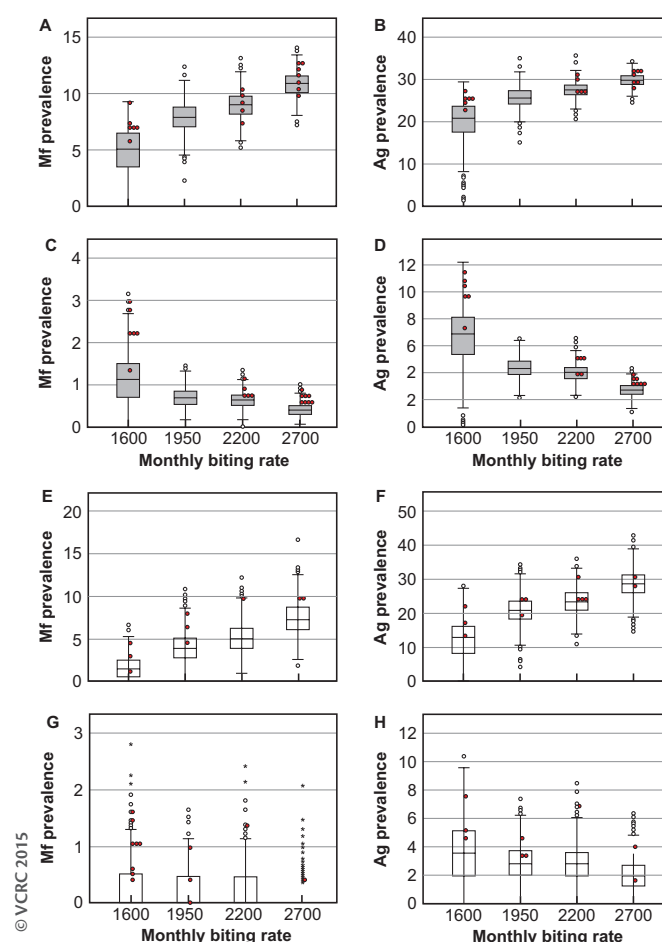 A
B
Mf prevalence
15
10
5
0
Ag prevalence
40
30
20
10
0
C
D
Mf prevalence
4
3
2
1
0
Ag prevalence
12
10
8
6
2
2
0
1600 1950 2200 2700
1600 1950 2200 2700
Monthly biting rate
Monthly biting rate
E
F
Mf prevalence
20
15
10
5
0
Ag prevalence
50
40
30
20
10
0
G
H
Mf prevalence
3
2
1
0
Ag prevalence
12
10
8
6
4
2
0
1600 1950 2200 2700
1600 1950 2200 2700
Monthly biting rate
Monthly biting rate
© VCRC 2015